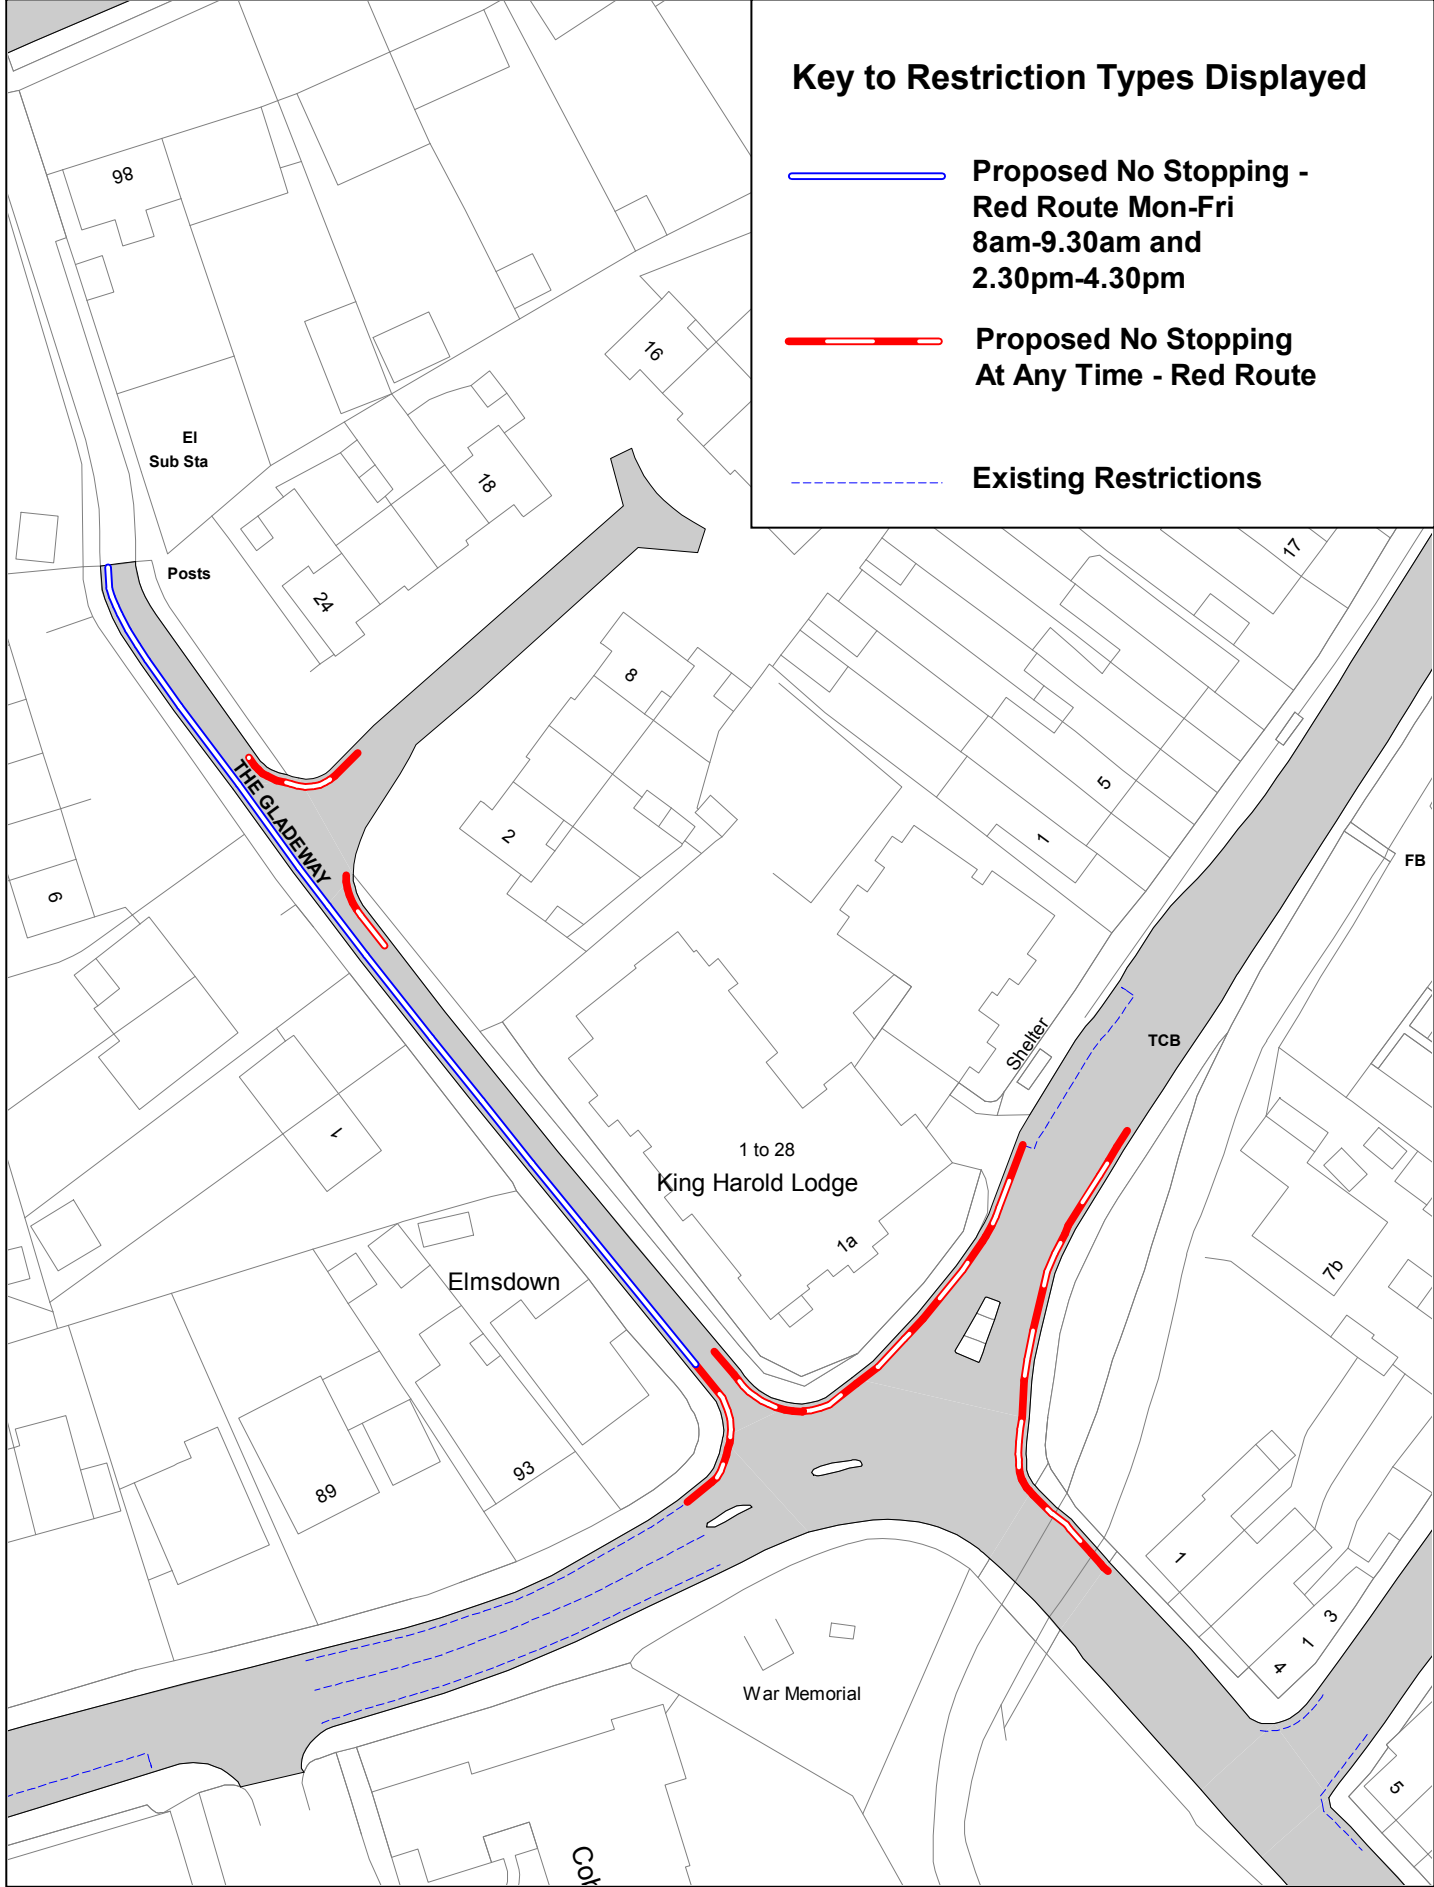 Key to Restriction Types Displayed
Proposed No Stopping -
Red Route Mon-Fri
8am-9.30am and
2.30pm-4.30pm
Proposed No Stopping
At Any Time - Red Route
Existing Restrictions
98
16
El
Sub Sta
18
17
Posts
24
8
5
1
2
FB
THE GLADEWAY
6
Shelter
TCB
1
1 to 28
King Harold Lodge
1a
7b
Elmsdown
93
89
1
3
1
4
War Memorial
5